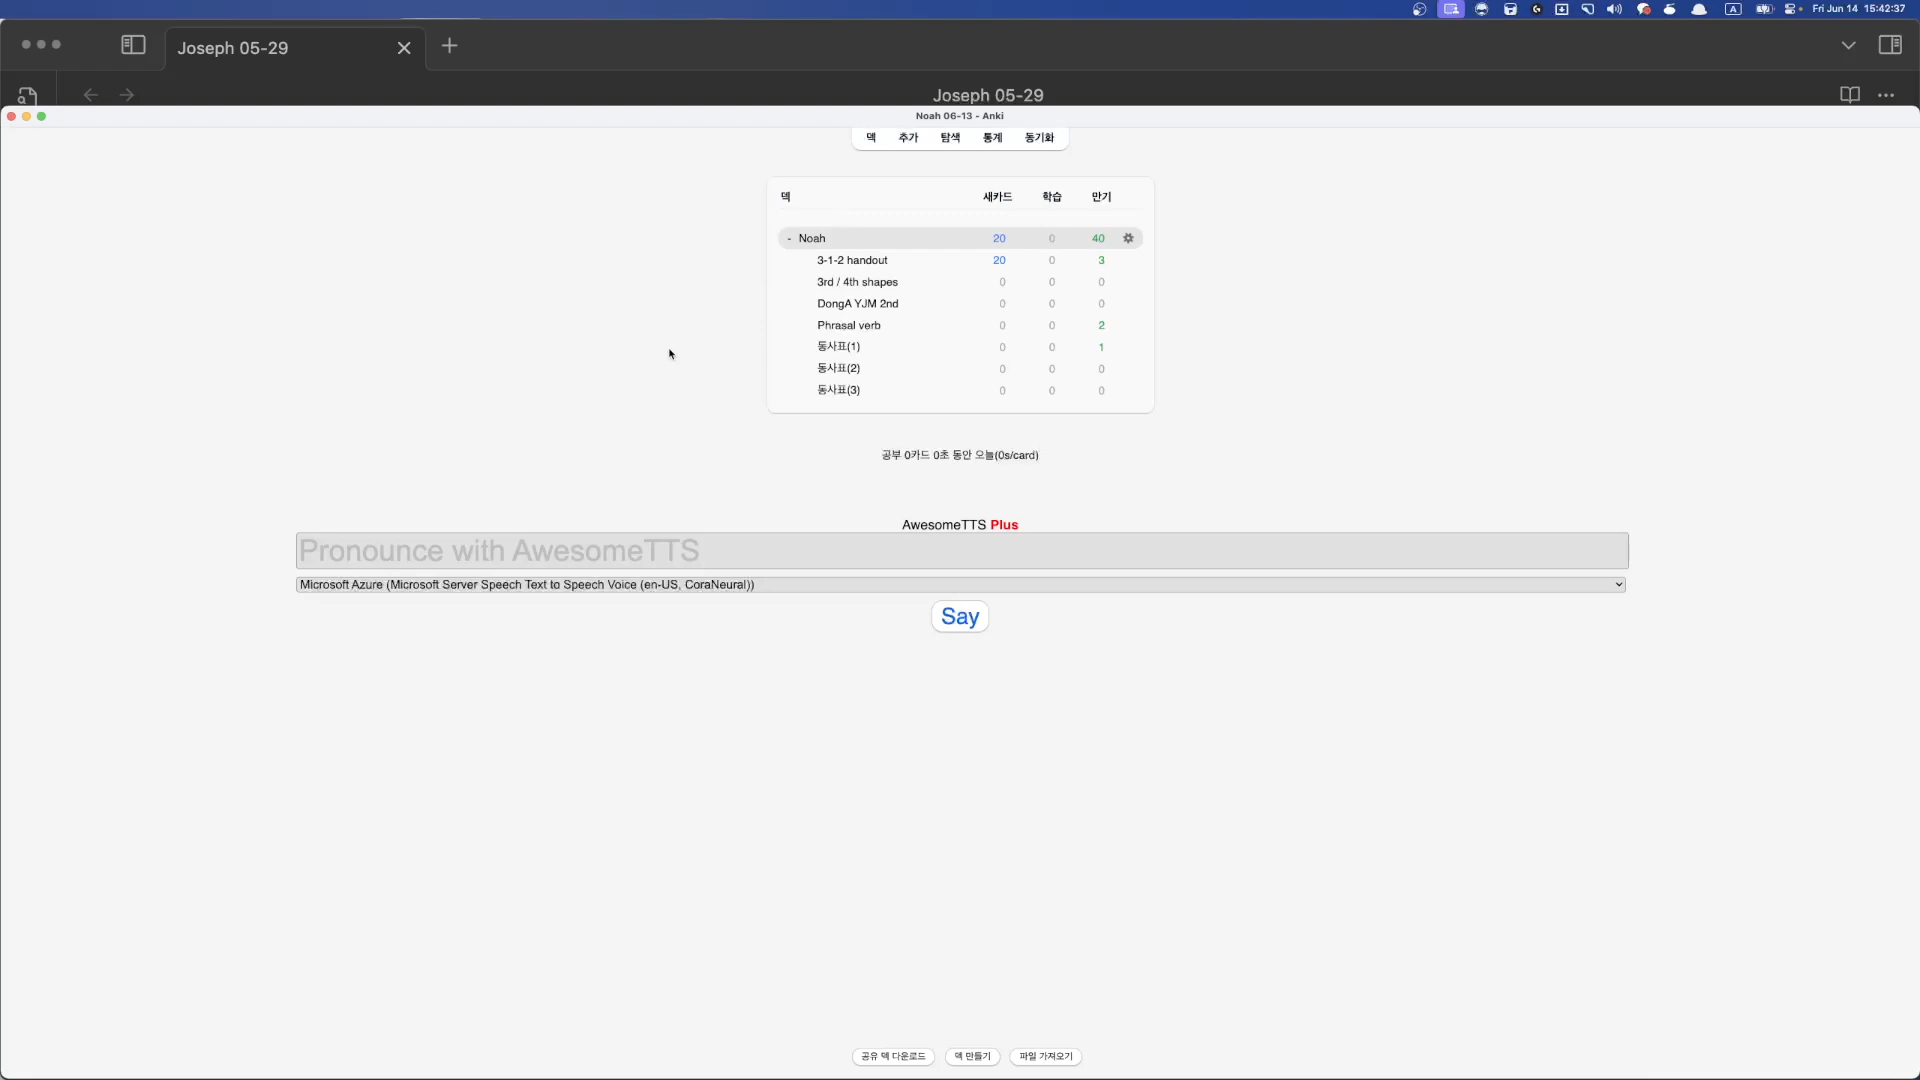 Fri Jun 14 15:42:37
Joseph 05-29
Joseph 05-29
Noah 06-13 - Anki
덱 추가 탐색 통계 동기화
덱 새카드 학습 만기
- Noah 20 0 40
3-1-2 handout 20 0 3
3rd / 4th shapes 0 0 0
DongA YJM 2nd 0 0 0
Phrasal verb 0 0 2
동사표(1) 0 0 1
동사표(2) 0 0 0
동사표(3) 0 0 0
공부 0카드 0초 동안 오늘(0s/card)
AwesomeTTS Plus
Pronounce with AwesomeTTS
Microsoft Azure (Microsoft Server Speech Text to Speech Voice (en-US, CoraNeural))
Say
공유 덱 다운로드 덱 만들기 파일 가져오기